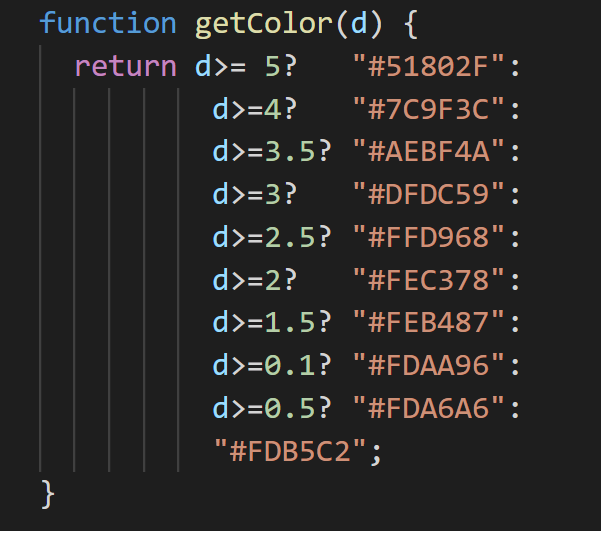 function getColor(d) {
return d>= 5? "#51802F":
d>=4? "#7C9F3C":
d>=3.5? "#AEBF4A":
d>=3? "#DFDC59":
d>=2.5? "#FFD968":
d>=2? "#FEC378":
d>=1.5? "#FEB487":
d>=0.1? "#FDAA96":
d>=0.5? "#FDA6A6":
"#FDB5C2";
}